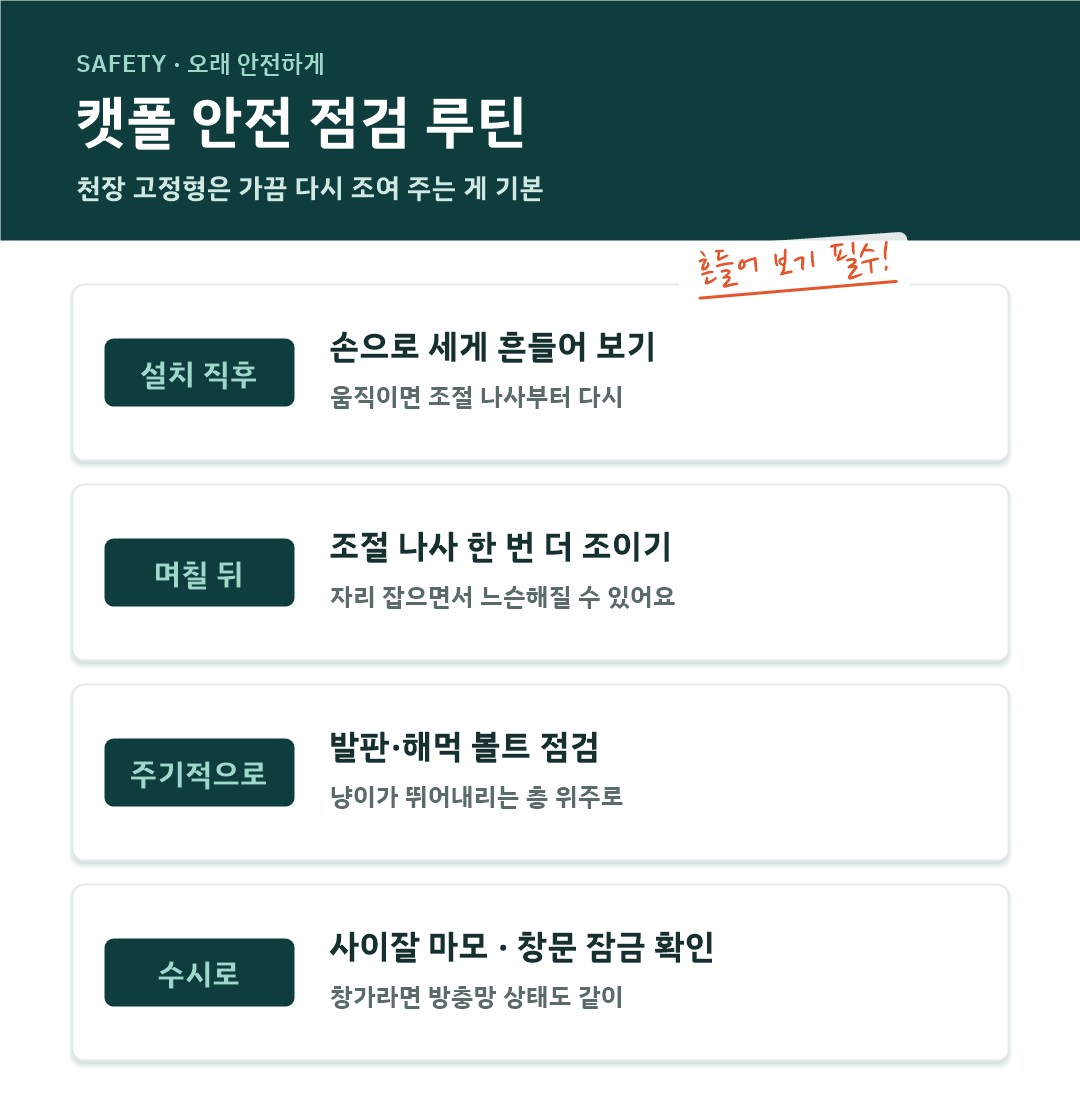 SAFETY · 오래 안전하게
캣폴 안전 점검 루틴
천장 고정형은 가끔 다시 조여 주는 게 기본
흔들어 보기 필수!
설치 직후
손으로 세게 흔들어 보기
움직이면 조절 나사부터 다시
며칠 뒤
조절 나사 한 번 더 조이기
자리 잡으면서 느슨해질 수 있어요
주기적으로
발판·해먹 볼트 점검
냥이가 뛰어내리는 층 위주로
수시로
사이잘 마모 · 창문 잠금 확인
창가라면 방충망 상태도 같이